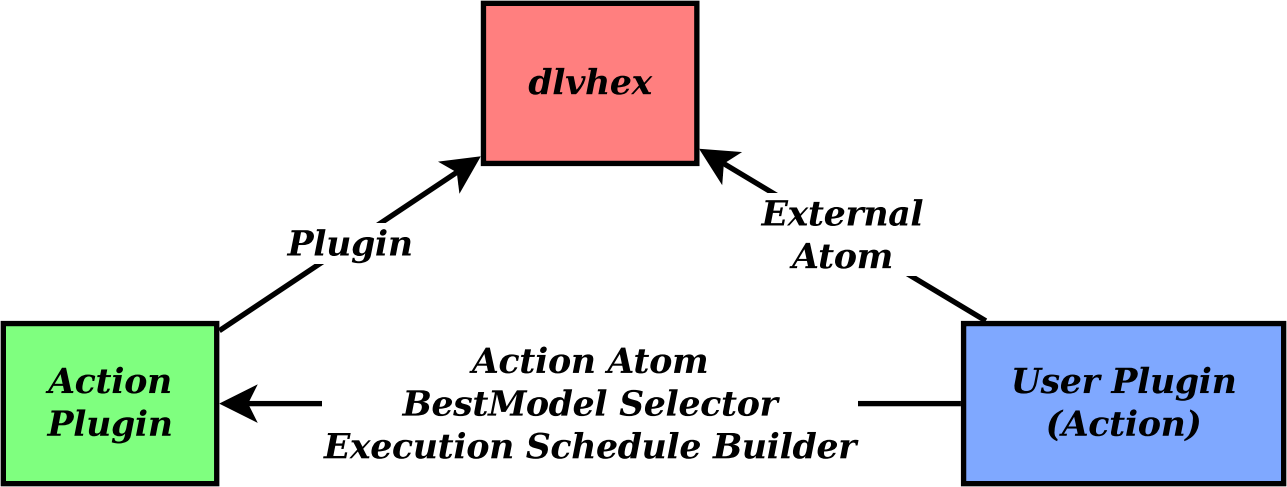 dlvhex
Plugin
External
Atom
Action
Plugin
Action Atom
BestModel Selector
Execution Schedule Builder
User Plugin
(Action)